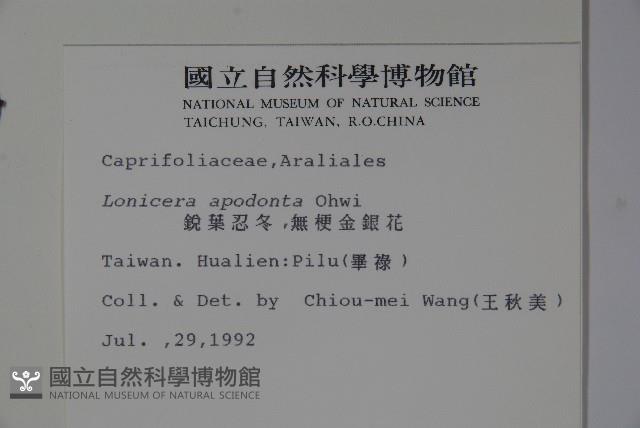 國立自然科學博物館
NATIONAL MUSEUM OF NATURAL SCIENCE
TAICHUNG, TAIWAN, R.O.CHINA
Caprifoliaceae,Araliales
Lonicera apodonta Ohwi
銳葉忍冬,無梗金銀花
Taiwan. Hualien:Pilu(畢祿)
Coll. & Det. by Chiou-mei Wang(王秋美)
Jul. ,29,1992
國立自然科學博物館
NATIONAL MUSEUM OF NATURAL SCIENCE